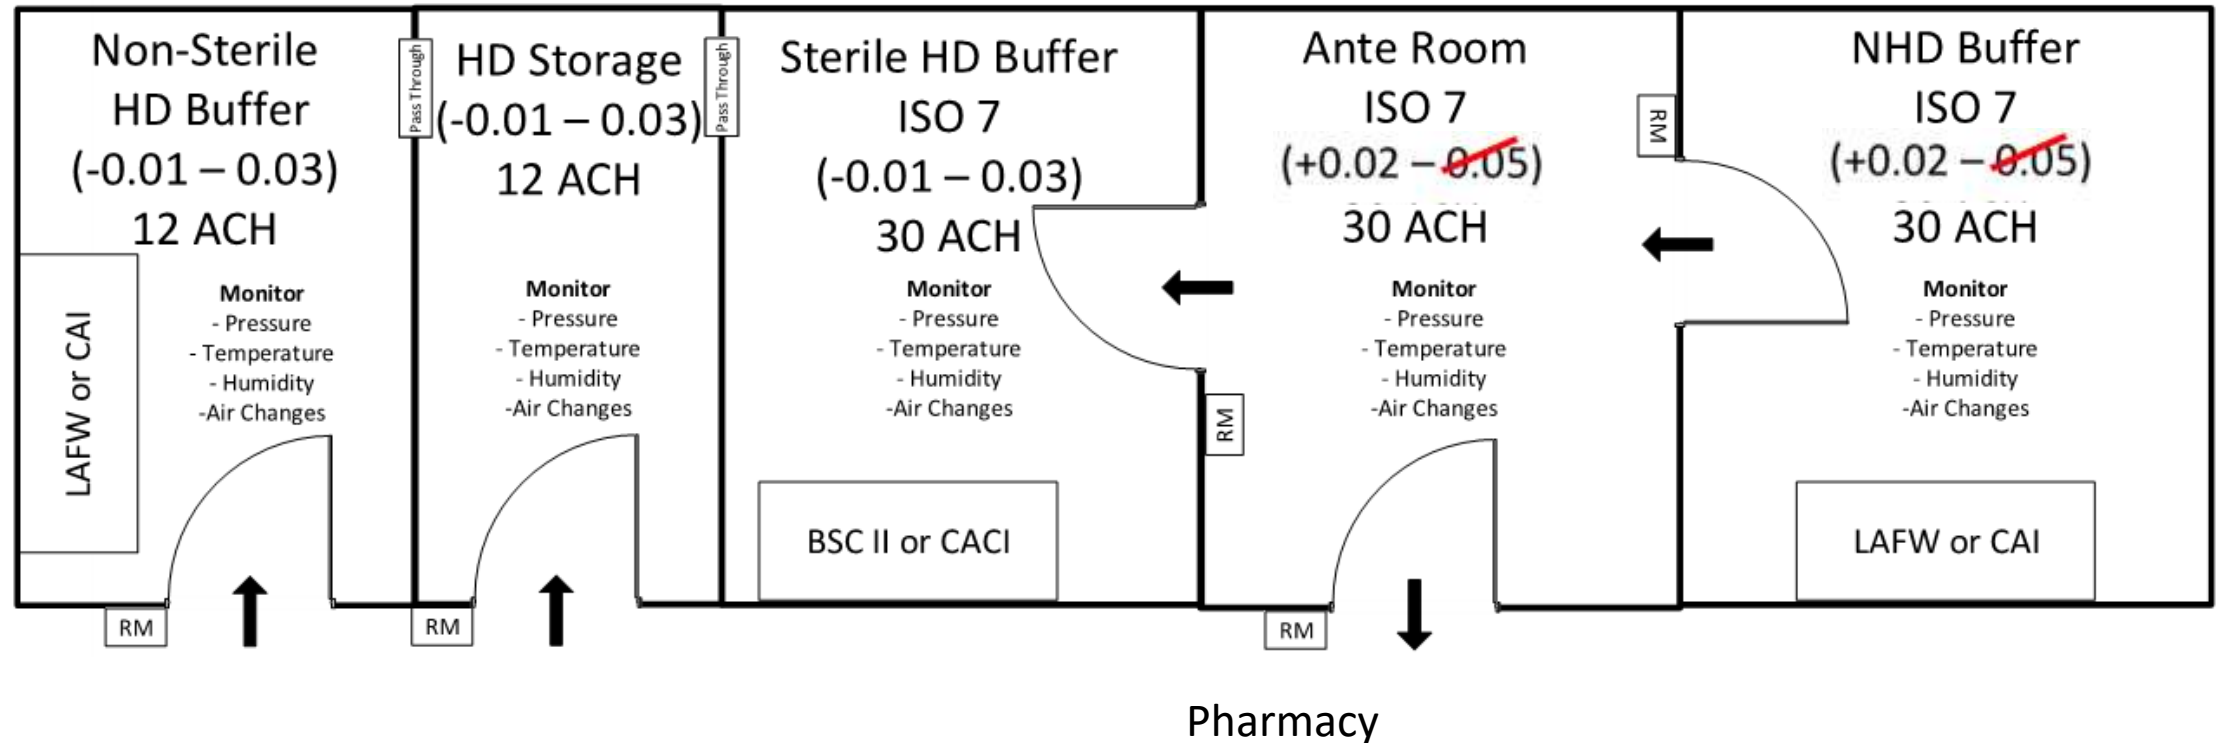 Non-Sterile
HD Buffer
(-0.01 – 0.03)
12 ACH
Monitor
- Pressure
- Temperature
- Humidity
-Air Changes
LAFW or CAI
RM
Pass Through
HD Storage
(-0.01 – 0.03)
12 ACH
Monitor
- Pressure
- Temperature
- Humidity
-Air Changes
RM
Pass Through
Sterile HD Buffer
ISO 7
(-0.01 – 0.03)
30 ACH
Monitor
- Pressure
- Temperature
- Humidity
-Air Changes
BSC II or CACI
RM
Ante Room
ISO 7
(+0.02 – 0.05)
30 ACH
Monitor
- Pressure
- Temperature
- Humidity
-Air Changes
RM
RM
NHD Buffer
ISO 7
(+0.02 – 0.05)
30 ACH
Monitor
- Pressure
- Temperature
- Humidity
-Air Changes
LAFW or CAI
Pharmacy